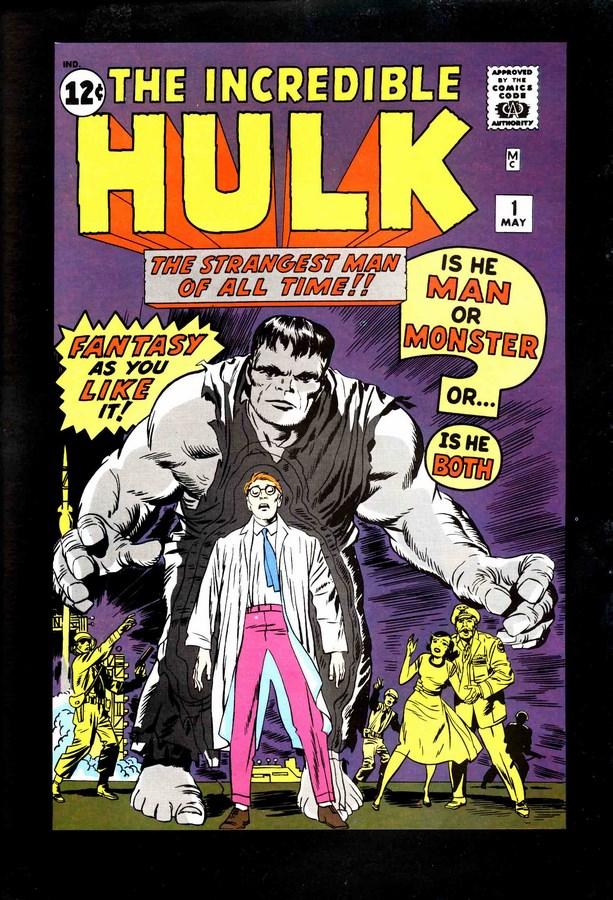 IND.
12¢
THE INCREDIBLE
HULK
APPROVED
BY THE
COMICS
CODE
CA
AUTHORITY
MC
1
MAY
THE STRANGEST MAN
OF ALL TIME!!
IS HE
MAN
OR
MONSTER
OR...
IS HE
BOTH
FANTASY
AS YOU
LIKE
IT!